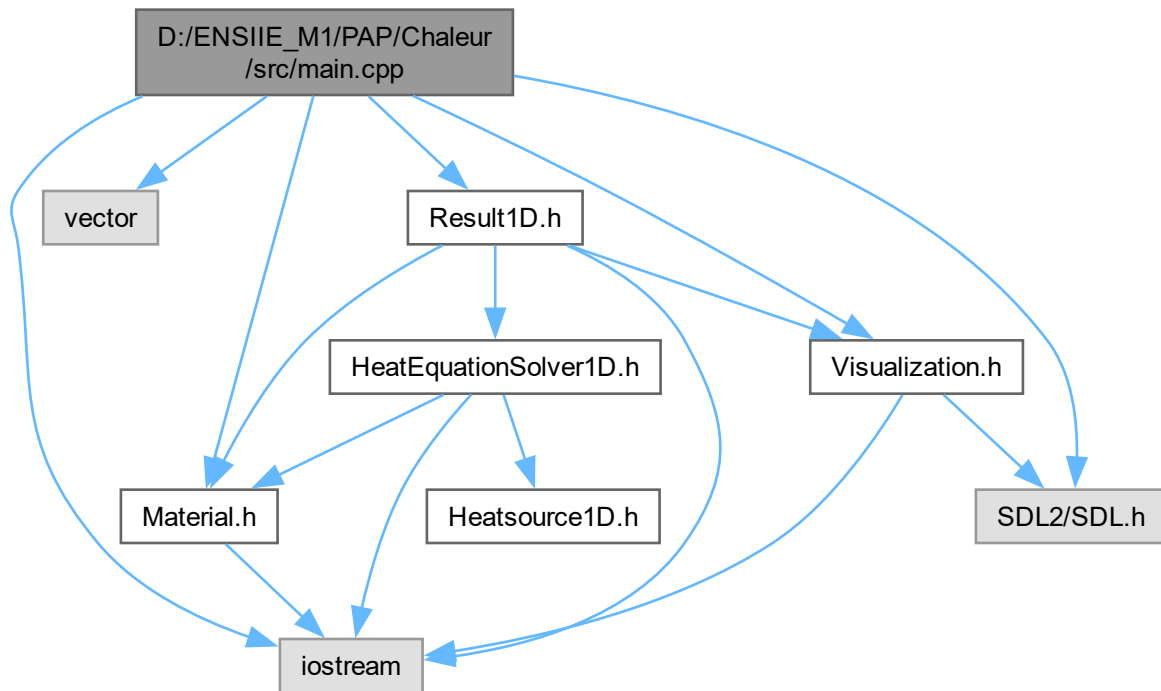 D:/ENSIIE_M1/PAP/Chaleur
/src/main.cpp
vector
Result1D.h
HeatEquationSolver1D.h
Visualization.h
Material.h
Heatsource1D.h
SDL2/SDL.h
iostream